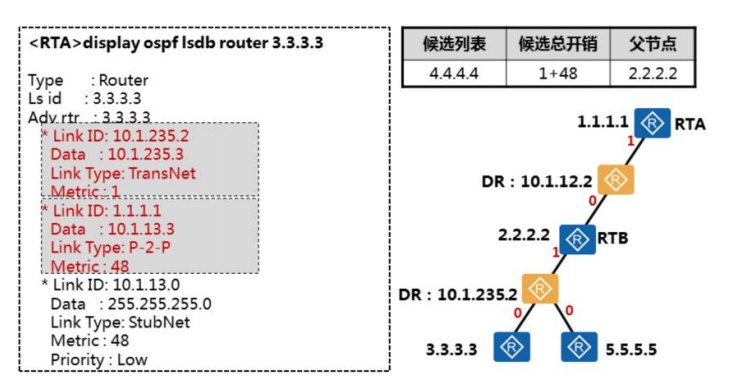 <RTA>display ospf lsdb router 3.3.3.3
Type : Router
Ls id : 3.3.3.3
Adv rtr : 3.3.3.3
* Link ID: 10.1.235.2
Data : 10.1.235.3
Link Type: TransNet
Metric : 1
* Link ID: 1.1.1.1
Data : 10.1.13.3
Link Type: P-2-P
Metric : 48
* Link ID: 10.1.13.0
Data : 255.255.255.0
Link Type: StubNet
Metric : 48
Priority : Low
候选列表 候选总开销 父节点
4.4.4.4 1+48 2.2.2.2
1.1.1.1 R RTA
1
DR：10.1.12.2 R
0
2.2.2.2 R RTB
1
DR：10.1.235.2 R
0 0
3.3.3.3 R R 5.5.5.5